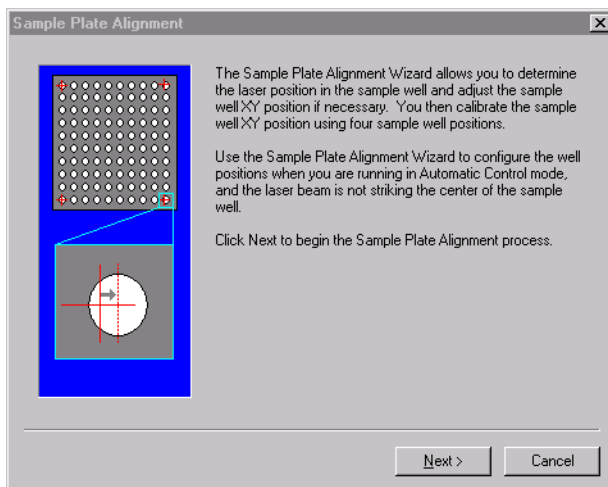 Sample Plate Alignment
The Sample Plate Alignment Wizard allows you to determine
the laser position in the sample well and adjust the sample
well XY position if necessary. You then calibrate the sample
well XY position using four sample well positions.
Use the Sample Plate Alignment Wizard to configure the well
positions when you are running in Automatic Control mode,
and the laser beam is not striking the center of the sample
well.
Click Next to begin the Sample Plate Alignment process.
Next >
Cancel